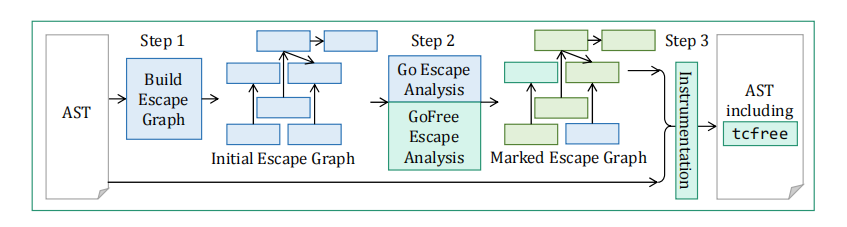 AST
Step 1
Build
Escape
Graph
Initial Escape Graph
Step 2
Go Escape
Analysis
GoFree
Escape
Analysis
Marked Escape Graph
Step 3
Instrumentation
AST
including
tcfree